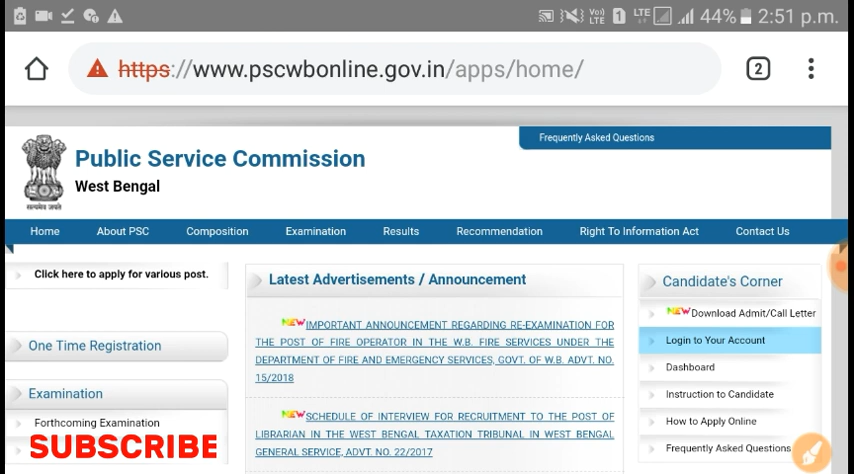 44% 2:51 p.m.
https://www.pscwbonline.gov.in/apps/home/
2
Frequently Asked Questions
Public Service Commission
West Bengal
Home About PSC Composition Examination Results Recommendation Right To Information Act Contact Us
Click here to apply for various post.
One Time Registration
Examination
Forthcoming Examination
SUBSCRIBE
Latest Advertisements / Announcement
NEW IMPORTANT ANNOUNCEMENT REGARDING RE-EXAMINATION FOR
THE POST OF FIRE OPERATOR IN THE W.B. FIRE SERVICES UNDER THE
DEPARTMENT OF FIRE AND EMERGENCY SERVICES, GOVT. OF W.B. ADVT. NO.
15/2018
NEW SCHEDULE OF INTERVIEW FOR RECRUITMENT TO THE POST OF
LIBRARIAN IN THE WEST BENGAL TAXATION TRIBUNAL IN WEST BENGAL
GENERAL SERVICE, ADVT. NO. 22/2017
Candidate's Corner
NEW Download Admit/Call Letter
Login to Your Account
Dashboard
Instruction to Candidate
How to Apply Online
Frequently Asked Questions